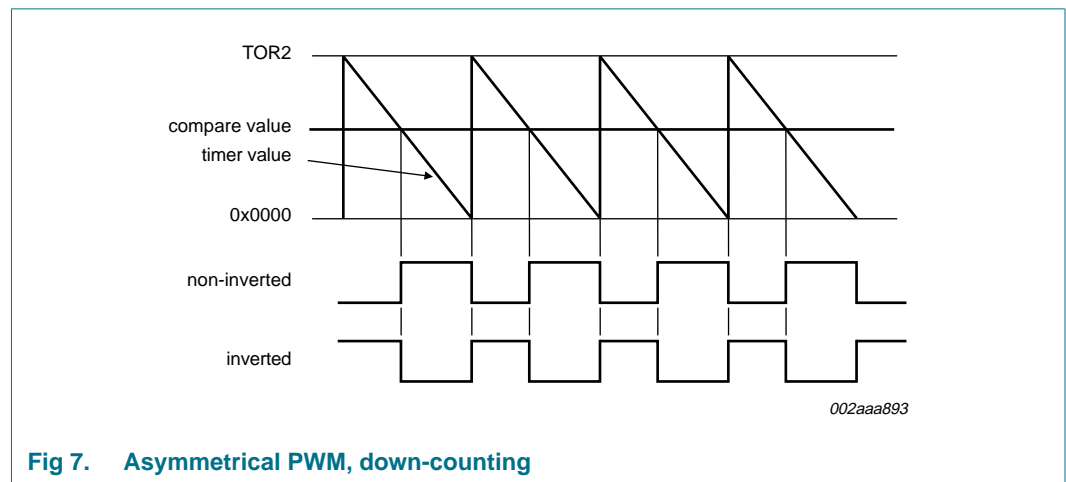 TOR2
compare value
timer value
0x0000
non-inverted
inverted
002aaa893
Fig 7. Asymmetrical PWM, down-counting